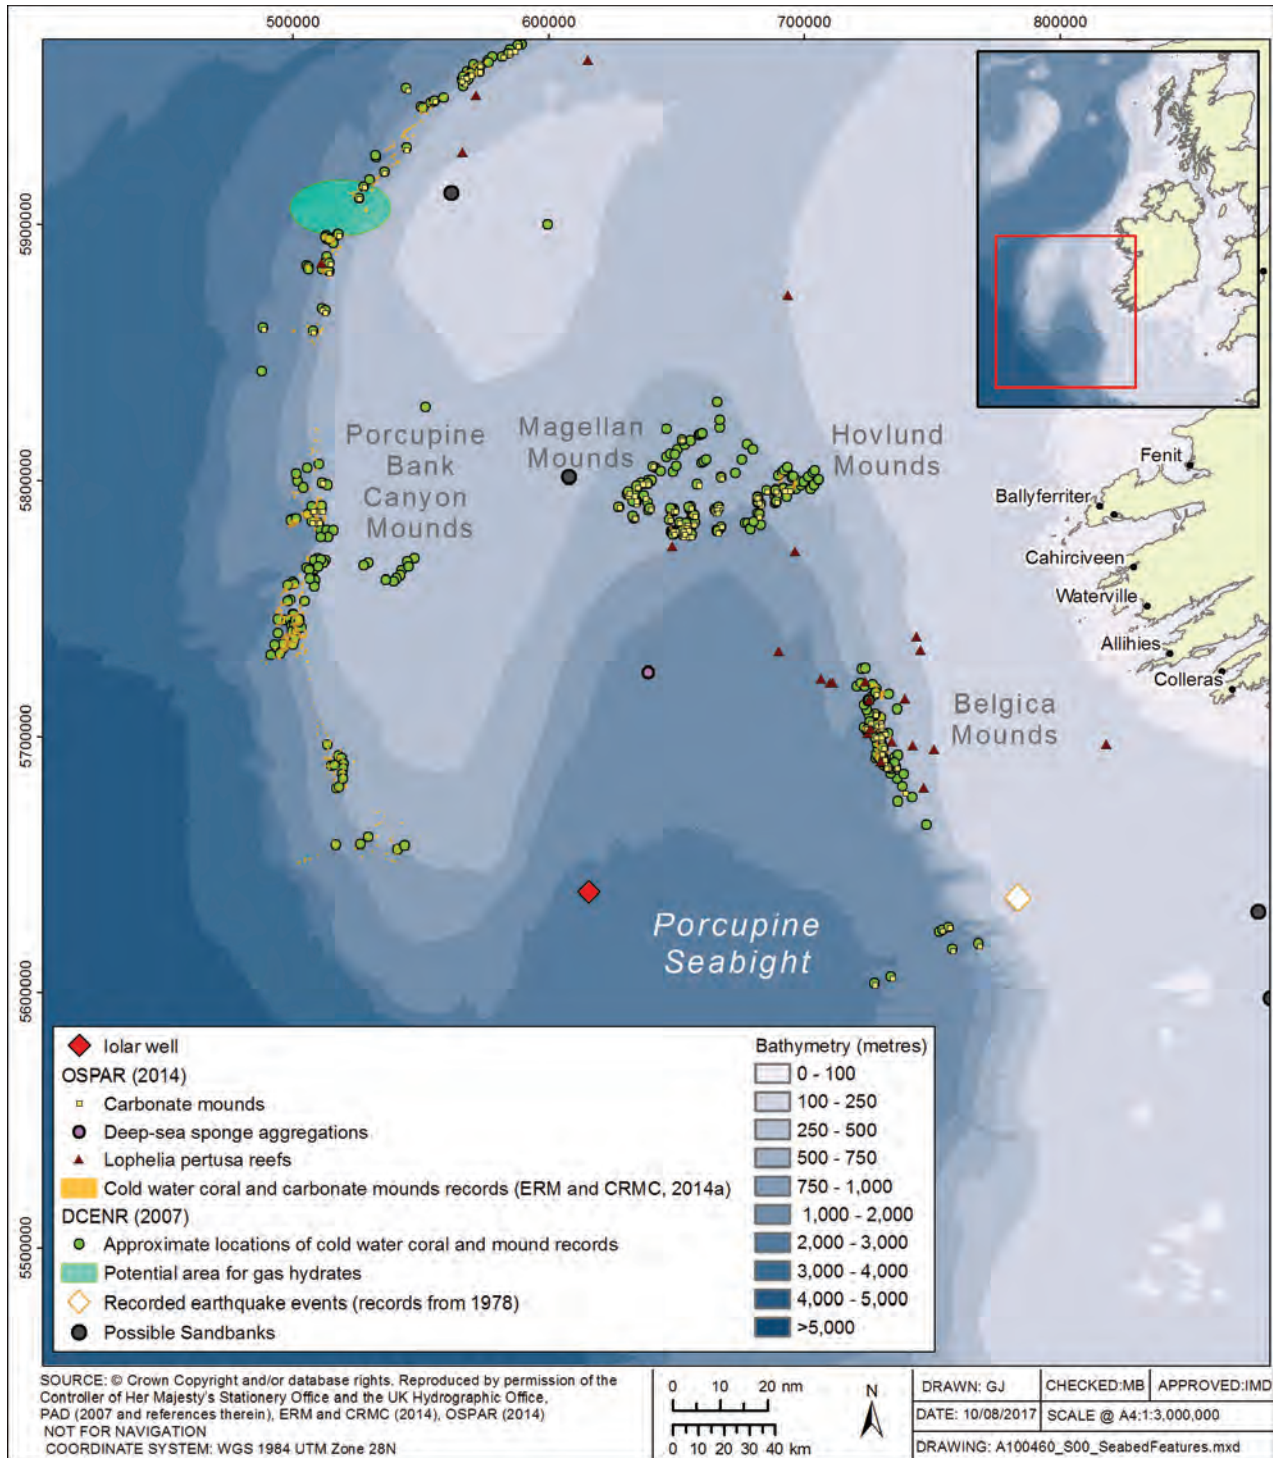 500000
600000
700000
800000
5900000
5800000
5700000
5600000
5500000
Porcupine
Bank
Canyon
Mounds
Magellan
Mounds
Hovlund
Mounds
Belgica
Mounds
Porcupine
Seabight
Fenit
Ballyferriter
Cahirciveen
Waterville
Allihies
Colleras
Iolar well
OSPAR (2014)
Carbonate mounds
Deep-sea sponge aggregations
Lophelia pertusa reefs
Cold water coral and carbonate mounds records (ERM and CRMC, 2014a)
DCENR (2007)
Approximate locations of cold water coral and mound records
Potential area for gas hydrates
Recorded earthquake events (records from 1978)
Possible Sandbanks
Bathymetry (metres)
0 - 100
100 - 250
250 - 500
500 - 750
750 - 1,000
1,000 - 2,000
2,000 - 3,000
3,000 - 4,000
4,000 - 5,000
>5,000
SOURCE: © Crown Copyright and/or database rights. Reproduced by permission of the
Controller of Her Majesty's Stationery Office and the UK Hydrographic Office,
PAD (2007 and references therein), ERM and CRMC (2014), OSPAR (2014)
NOT FOR NAVIGATION
COORDINATE SYSTEM: WGS 1984 UTM Zone 28N
0 10 20 nm
0 10 20 30 40 km
N
DRAWN: GJ
CHECKED:MB
APPROVED:IMD
DATE: 10/08/2017
SCALE @ A4:1:3,000,000
DRAWING: A100460_S00_SeabedFeatures.mxd